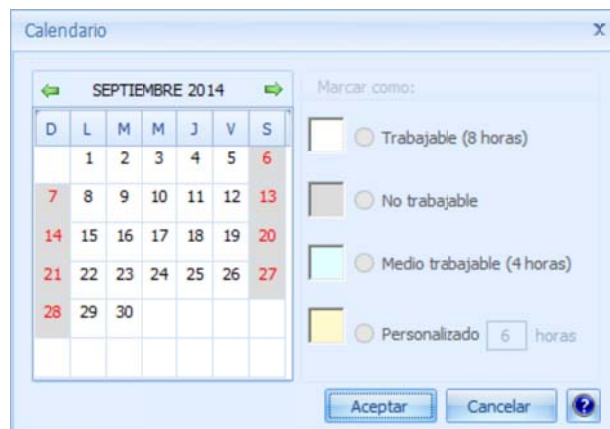 Calendario x
SEPTIEMBRE 2014
D L M M J V S
1 2 3 4 5 6
7 8 9 10 11 12 13
14 15 16 17 18 19 20
21 22 23 24 25 26 27
28 29 30
Marcar como:
Trabajable (8 horas)
No trabajable
Medio trabajable (4 horas)
Personalizado 6 horas
Aceptar Cancelar ?